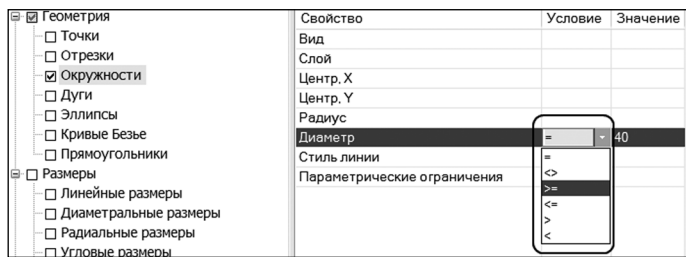 Геометрия
Точки
Отрезки
Окружности
Дуги
Эллипсы
Кривые Безье
Прямоугольники
Размеры
Линейные размеры
Диаметральные размеры
Радиальные размеры
Угловые размеры
Свойство Условие Значение
Вид
Слой
Центр, X
Центр, Y
Радиус
Диаметр = 40
Стиль линии =
Параметрические ограничения <>
>=
<=
>
<